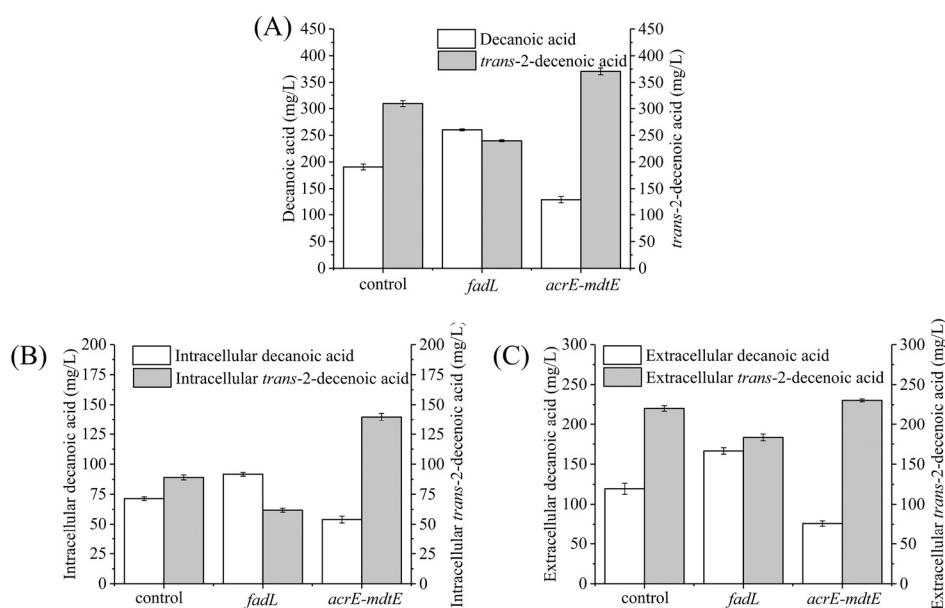 (A)
Decanoic acid
trans-2-decenoic acid
Decanoic acid (mg/L)
450
400
350
300
250
200
150
100
50
0
450
400
350
300
250
200
150
100
50
0
trans-2-decenoic acid (mg/L)
control
fadL
acrE-mdtE
(B)
Intracellular decanoic acid
Intracellular trans-2-decenoic acid
Intracellular decanoic acid (mg/L)
200
175
150
125
100
75
50
25
0
200
175
150
125
100
75
50
25
0
Intracellular trans-2-decenoic acid (mg/L)
control
fadL
acrE-mdtE
(C)
Extracellular decanoic acid
Extracellular trans-2-decenoic acid
Extracellular decanoic acid (mg/L)
300
250
200
150
100
50
0
300
250
200
150
100
50
0
Extracellular trans-2-decenoic acid (mg/L)
control
fadL
acrE-mdtE